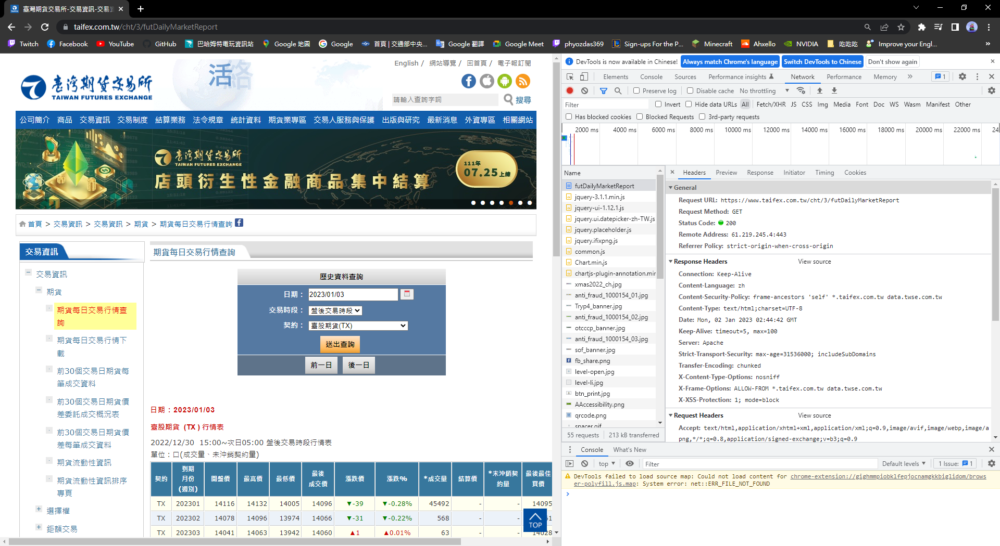 臺灣期貨交易所-交易資訊-交易
taifex.com.tw/cht/3/futDailyMarketReport
Twitch Facebook YouTube GitHub 巴哈姆特電玩資訊站 Google 地圖 Google 首頁 | 交通部中央... Google 翻譯 Google Meet phyozdas369 Sign-ups For the P... Minecraft Ahxello NVIDIA 吃吃吃 Improve your Engl... »
English / 網站導覽 / 回首頁 / 電子報訂閱
活絡
臺灣期貨交易所
TAIWAN FUTURES EXCHANGE
請輸入查詢字詞 搜尋
公司簡介 商品 交易資訊 交易制度 結算業務 法令規章 統計資料 期貨業專區 交易人服務與保護 出版與研究 最新消息 外資專區 相關網站
臺灣期貨交易所
TAIWAN FUTURES EXCHANGE
店頭衍生性金融商品集中結算
111年
07.25上線
首頁 > 交易資訊 > 交易資訊 > 期貨 > 期貨每日交易行情查詢
交易資訊
交易資訊
期貨
期貨每日交易行情查
詢
期貨每日交易行情下
載
前30個交易日期貨每
筆成交資料
前30個交易日期貨價
差委託成交概況表
前30個交易日期貨價
差每筆成交資料
期貨流動性資訊
期貨流動性資訊排序
專頁
選擇權
鉅額交易
期貨每日交易行情查詢
歷史資料查詢
日期： 2023/01/03
交易時段： 盤後交易時段
契約： 臺股期貨(TX)
送出查詢
前一日 後一日
日期：2023/01/03
臺股期貨 (TX) 行情表
2022/12/30 15:00~次日05:00 盤後交易時段行情表
單位：口(成交量、未沖銷契約量)
契約 到期月份(週別) 開盤價 最高價 最低價 最後成交價 漲跌價 漲跌% *成交量 結算價 *未沖銷契約量 最後最佳買價
TX 202301 14116 14132 14005 14096 ▼-39 ▼-0.28% 45492 - - 14095
TX 202302 14078 14096 13974 14066 ▼-31 ▼-0.22% 568 - -
TX 202303 14041 14063 13942 14060 ▲1 ▲0.01% 63 - - 14028
TOP
DevTools is now available in Chinese! Always match Chrome's language Switch DevTools to Chinese Don't show again
Elements Console Sources Performance insights Network Performance Memory » 1
Preserve log Disable cache No throttling
Filter Invert Hide data URLs All Fetch/XHR JS CSS Img Media Font Doc WS Wasm Manifest Other
Has blocked cookies Blocked Requests 3rd-party requests
2000 ms 4000 ms 6000 ms 8000 ms 10000 ms 12000 ms 14000 ms 16000 ms 18000 ms 20000 ms 22000 ms 24
Name
futDailyMarketReport
jquery-3.1.1.min.js
jquery-ui-1.12.1.js
jquery.ui.datepicker-zh-TW.js
jquery.placeholder.js
jquery.ifixpng.js
common.js
Chart.min.js
chartjs-plugin-annotation.min
xmas2022_ch.jpg
anti_fraud_1000154_01.jpg
Tryp4_banner.jpg
anti_fraud_1000154_02.jpg
otcccp_banner.jpg
anti_fraud_1000154_03.jpg
sof_banner.jpg
fb_share.png
level-open.jpg
level-li.jpg
btn_print.jpg
AAccessibility.png
qrcode.png
spacer.gif
55 requests 213 kB transferred
Headers Preview Response Initiator Timing Cookies
General
Request URL: https://www.taifex.com.tw/cht/3/futDailyMarketReport
Request Method: GET
Status Code: 200
Remote Address: 61.219.245.4:443
Referrer Policy: strict-origin-when-cross-origin
Response Headers View source
Connection: Keep-Alive
Content-Language: zh
Content-Security-Policy: frame-ancestors 'self' *.taifex.com.tw data.twse.com.tw
Content-Type: text/html;charset=UTF-8
Date: Mon, 02 Jan 2023 02:44:42 GMT
Keep-Alive: timeout=5, max=100
Server: Apache
Strict-Transport-Security: max-age=31536000; includeSubDomains
Transfer-Encoding: chunked
X-Content-Type-Options: nosniff
X-Frame-Options: ALLOW-FROM *.taifex.com.tw data.twse.com.tw
X-XSS-Protection: 1; mode=block
Request Headers View source
Accept: text/html,application/xhtml+xml,application/xml;q=0.9,image/avif,image/webp,image/a
png,*/*;q=0.8,application/signed-exchange;v=b3;q=0.9
Console What's New
top Filter Default levels 1 Issue: 1
DevTools failed to load source map: Could not load content for chrome-extension://gighmmpiobklfepjocnamgkkbiglidom/brows
er-polyfill.js.map: System error: net::ERR_FILE_NOT_FOUND